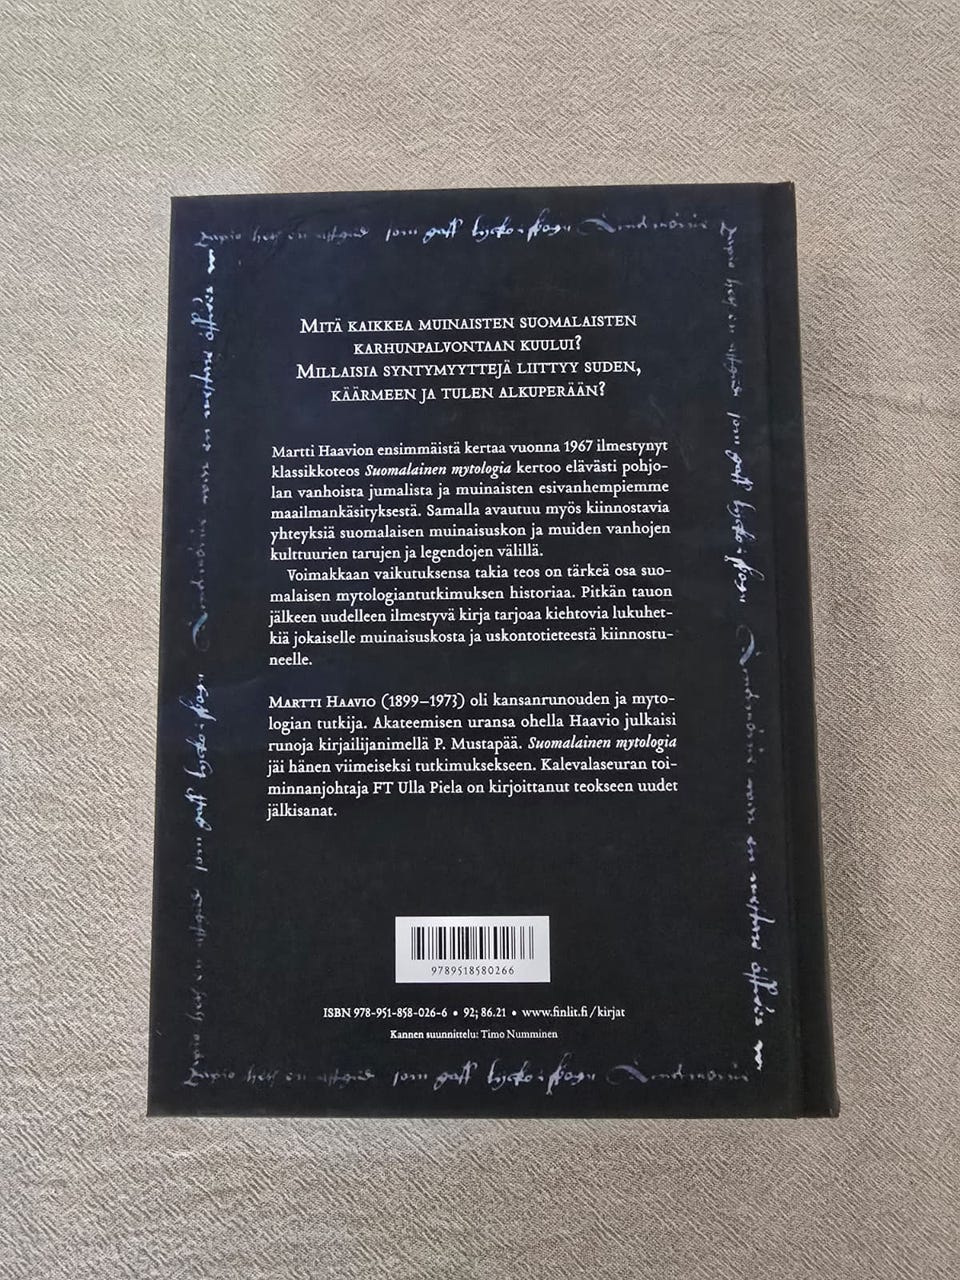 Mitä kaikkea muinaisten suomalaisten
karhunpalvontaan kuului?
Millaisia syntymyyttejä liittyy suden,
käärmeen ja tulen alkuperään?
Martti Haavion ensimmäistä kertaa vuonna 1967 ilmestynyt
klassikkoteos Suomalainen mytologia kertoo elävästi pohjo-
lan vanhoista jumalista ja muinaisten esivanhempiemme
maailmankäsityksestä. Samalla avautuu myös kiinnostavia
yhteyksiä suomalaisen muinaisuskon ja muiden vanhojen
kulttuurien tarujen ja legendojen välillä.
Voimakkaan vaikutuksensa takia teos on tärkeä osa suo-
malaisen mytologiantutkimuksen historiaa. Pitkän tauon
jälkeen uudelleen ilmestyvä kirja tarjoaa kiehtovia lukuhet-
kiä jokaiselle muinaisuskosta ja uskontotieteestä kiinnostu-
neelle.
Martti Haavio (1899–1973) oli kansanrunouden ja myto-
logian tutkija. Akateemisen uransa ohella Haavio julkaisi
runoja kirjailijanimellä P. Mustapää. Suomalainen mytologia
jäi hänen viimeiseksi tutkimuksekseen. Kalevalaseuran toi-
minnanjohtaja FT Ulla Piela on kirjoittanut teokseen uudet
jälkisanat.
9789518580266
ISBN 978-951-858-026-6 • 92; 86.21 • www.finlit.fi/kirjat
Kannen suunnittelu: Timo Numminen